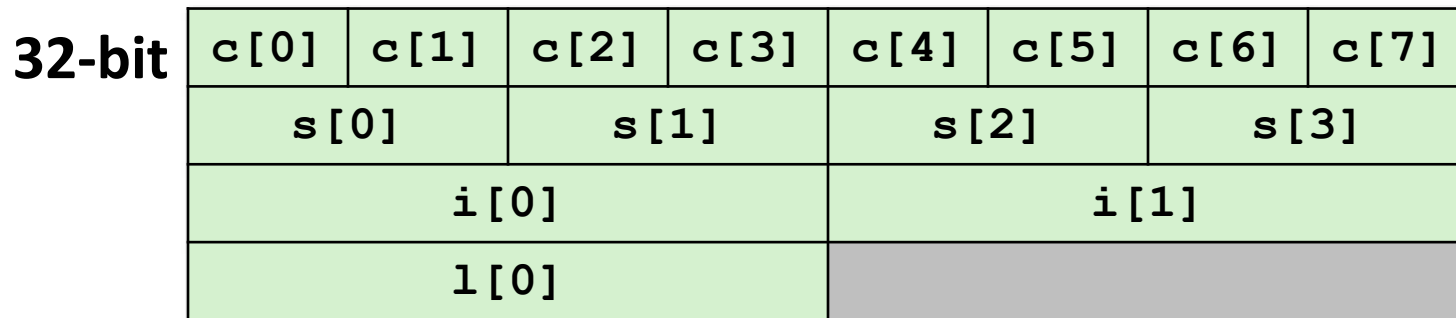 32-bit c[0] c[1] c[2] c[3] c[4] c[5] c[6] c[7]
s[0] s[1] s[2] s[3]
i[0] i[1]
l[0]